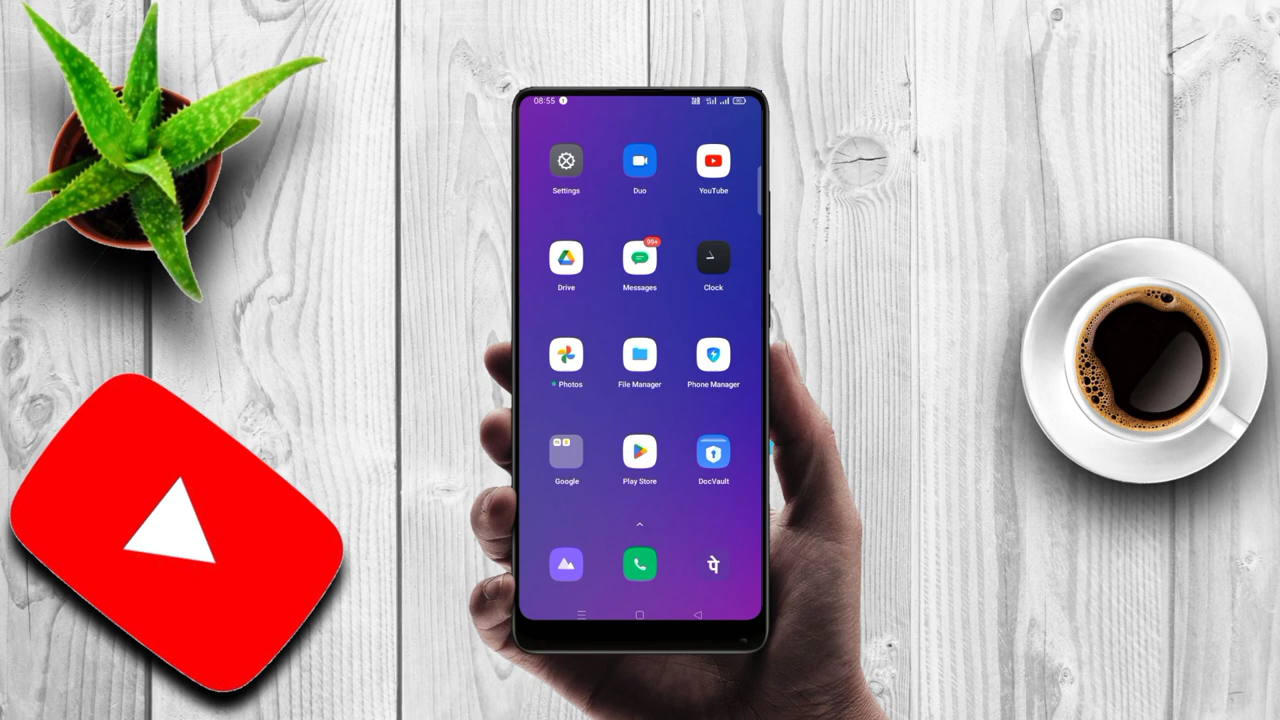 08:55
Settings
Duo
YouTube
Drive
99+
Messages
Clock
Photos
File Manager
Phone Manager
Google
Play Store
DocVault
पे